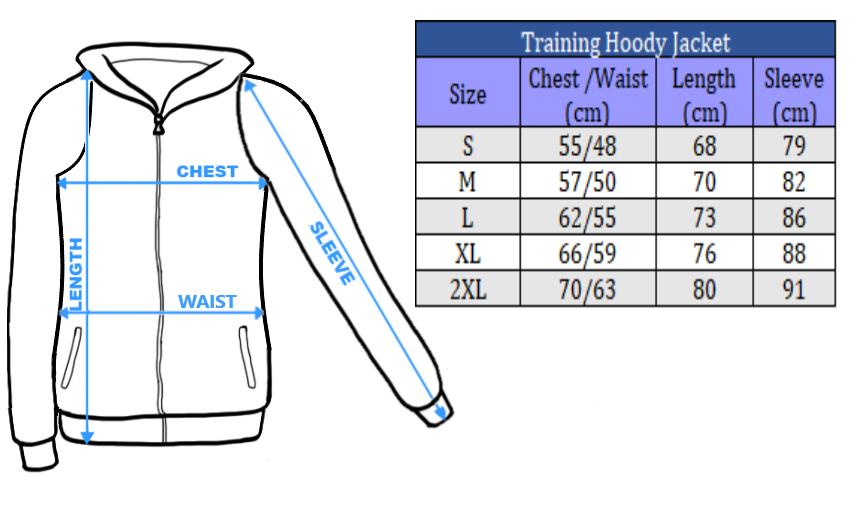 CHEST
LENGTH
SLEEVE
WAIST
Training Hoody Jacket
Size Chest /Waist (cm) Length (cm) Sleeve (cm)
S 55/48 68 79
M 57/50 70 82
L 62/55 73 86
XL 66/59 76 88
2XL 70/63 80 91